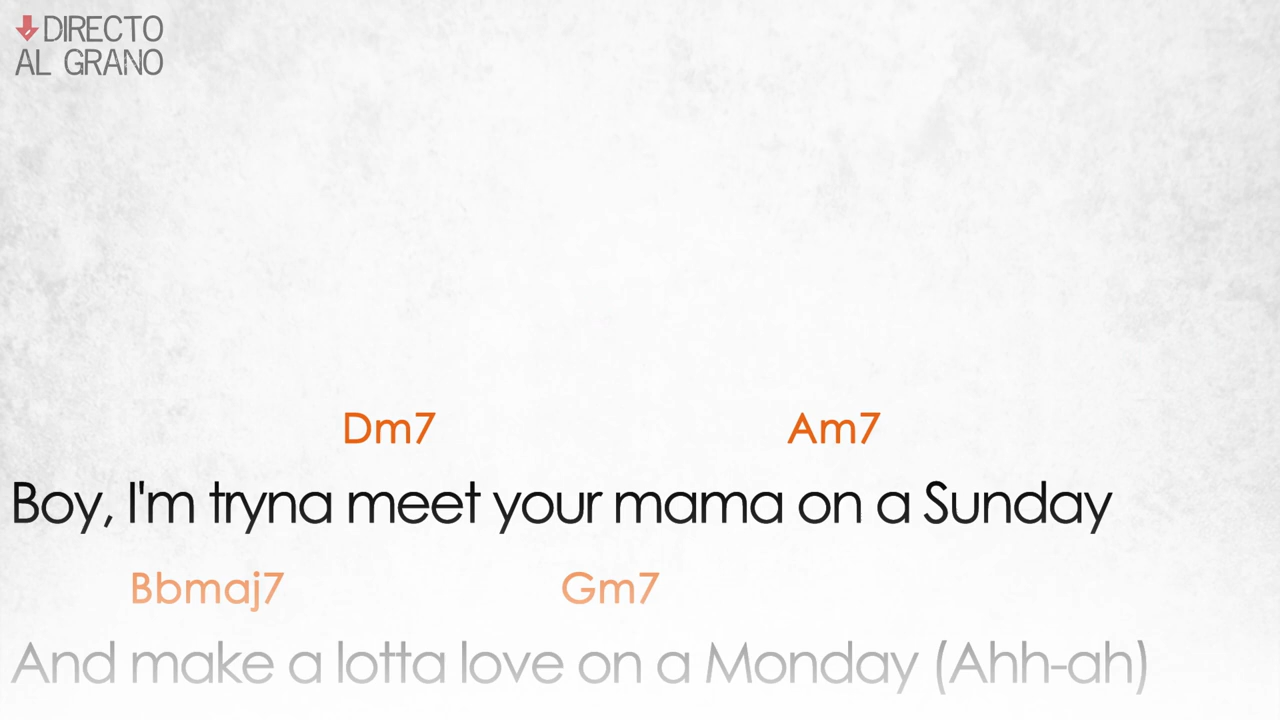 DIRECTO
AL GRANO
Dm7 Am7
Boy, I'm tryna meet your mama on a Sunday
Bbmaj7 Gm7
And make a lotta love on a Monday (Ahh-ah)